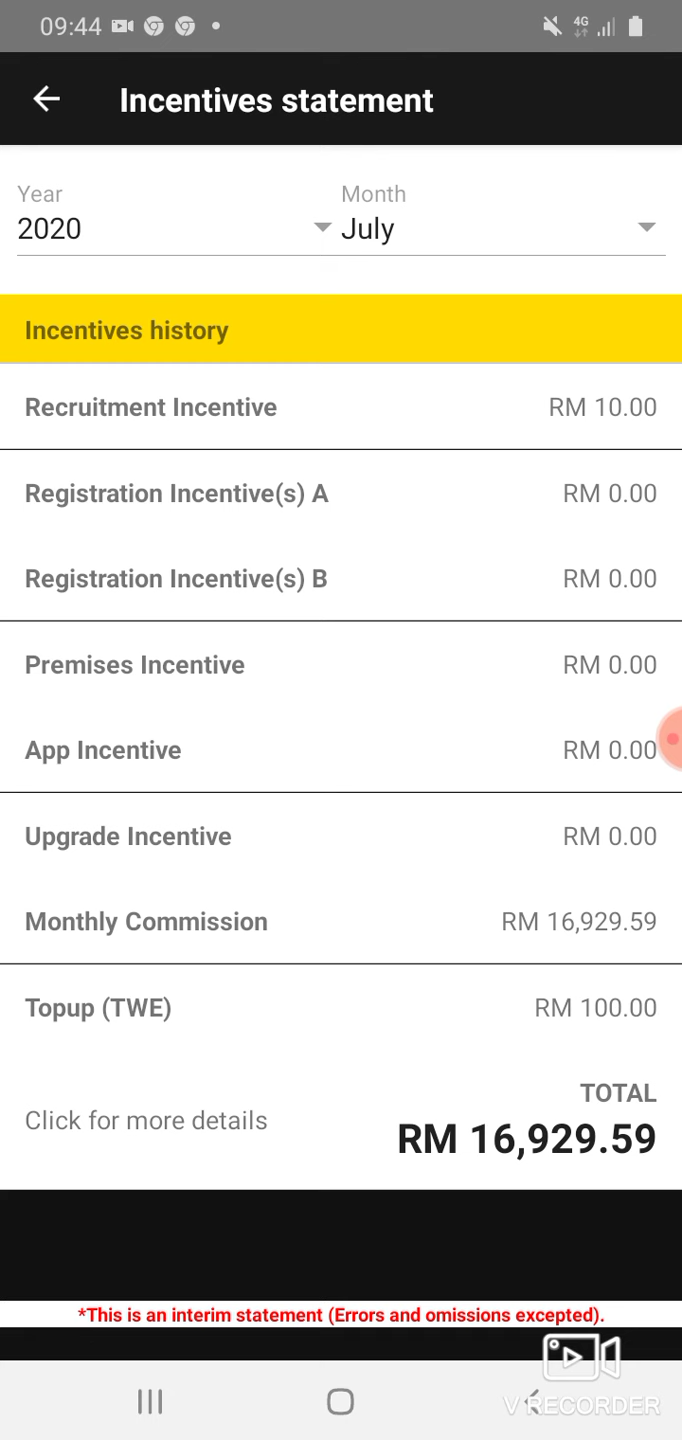 09:44 4G
Incentives statement
Year Month
2020 July
Incentives history
Recruitment Incentive RM 10.00
Registration Incentive(s) A RM 0.00
Registration Incentive(s) B RM 0.00
Premises Incentive RM 0.00
App Incentive RM 0.00
Upgrade Incentive RM 0.00
Monthly Commission RM 16,929.59
Topup (TWE) RM 100.00
TOTAL
Click for more details RM 16,929.59
*This is an interim statement (Errors and omissions excepted).
V RECORDER